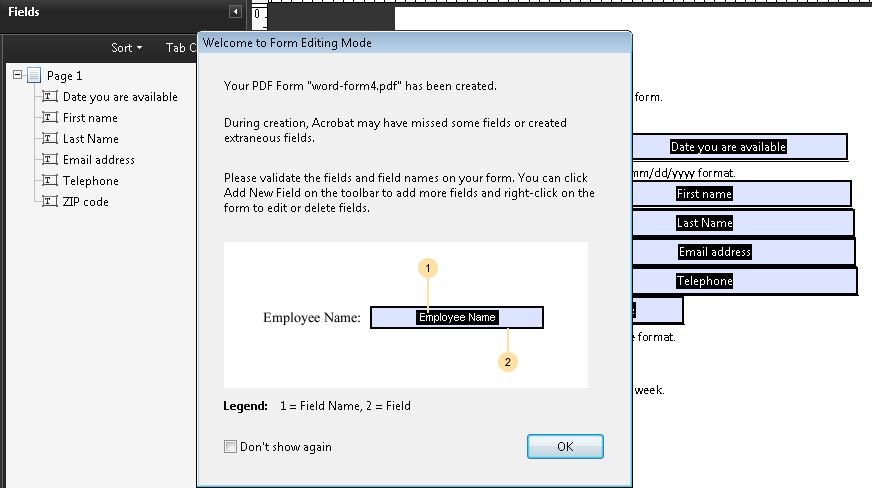 Fields
Sort Tab
Page 1
Date you are available
First name
Last Name
Email address
Telephone
ZIP code
0
Welcome to Form Editing Mode
Your PDF Form "word-form4.pdf" has been created.
During creation, Acrobat may have missed some fields or created
extraneous fields.
Please validate the fields and field names on your form. You can click
Add New Field on the toolbar to add more fields and right-click on the
form to edit or delete fields.
1
Employee Name: Employee Name
2
Legend: 1 = Field Name, 2 = Field
Don't show again
OK
form.
Date you are available
mm/dd/yyyy format.
First name
Last Name
Email address
Telephone
format.
week.